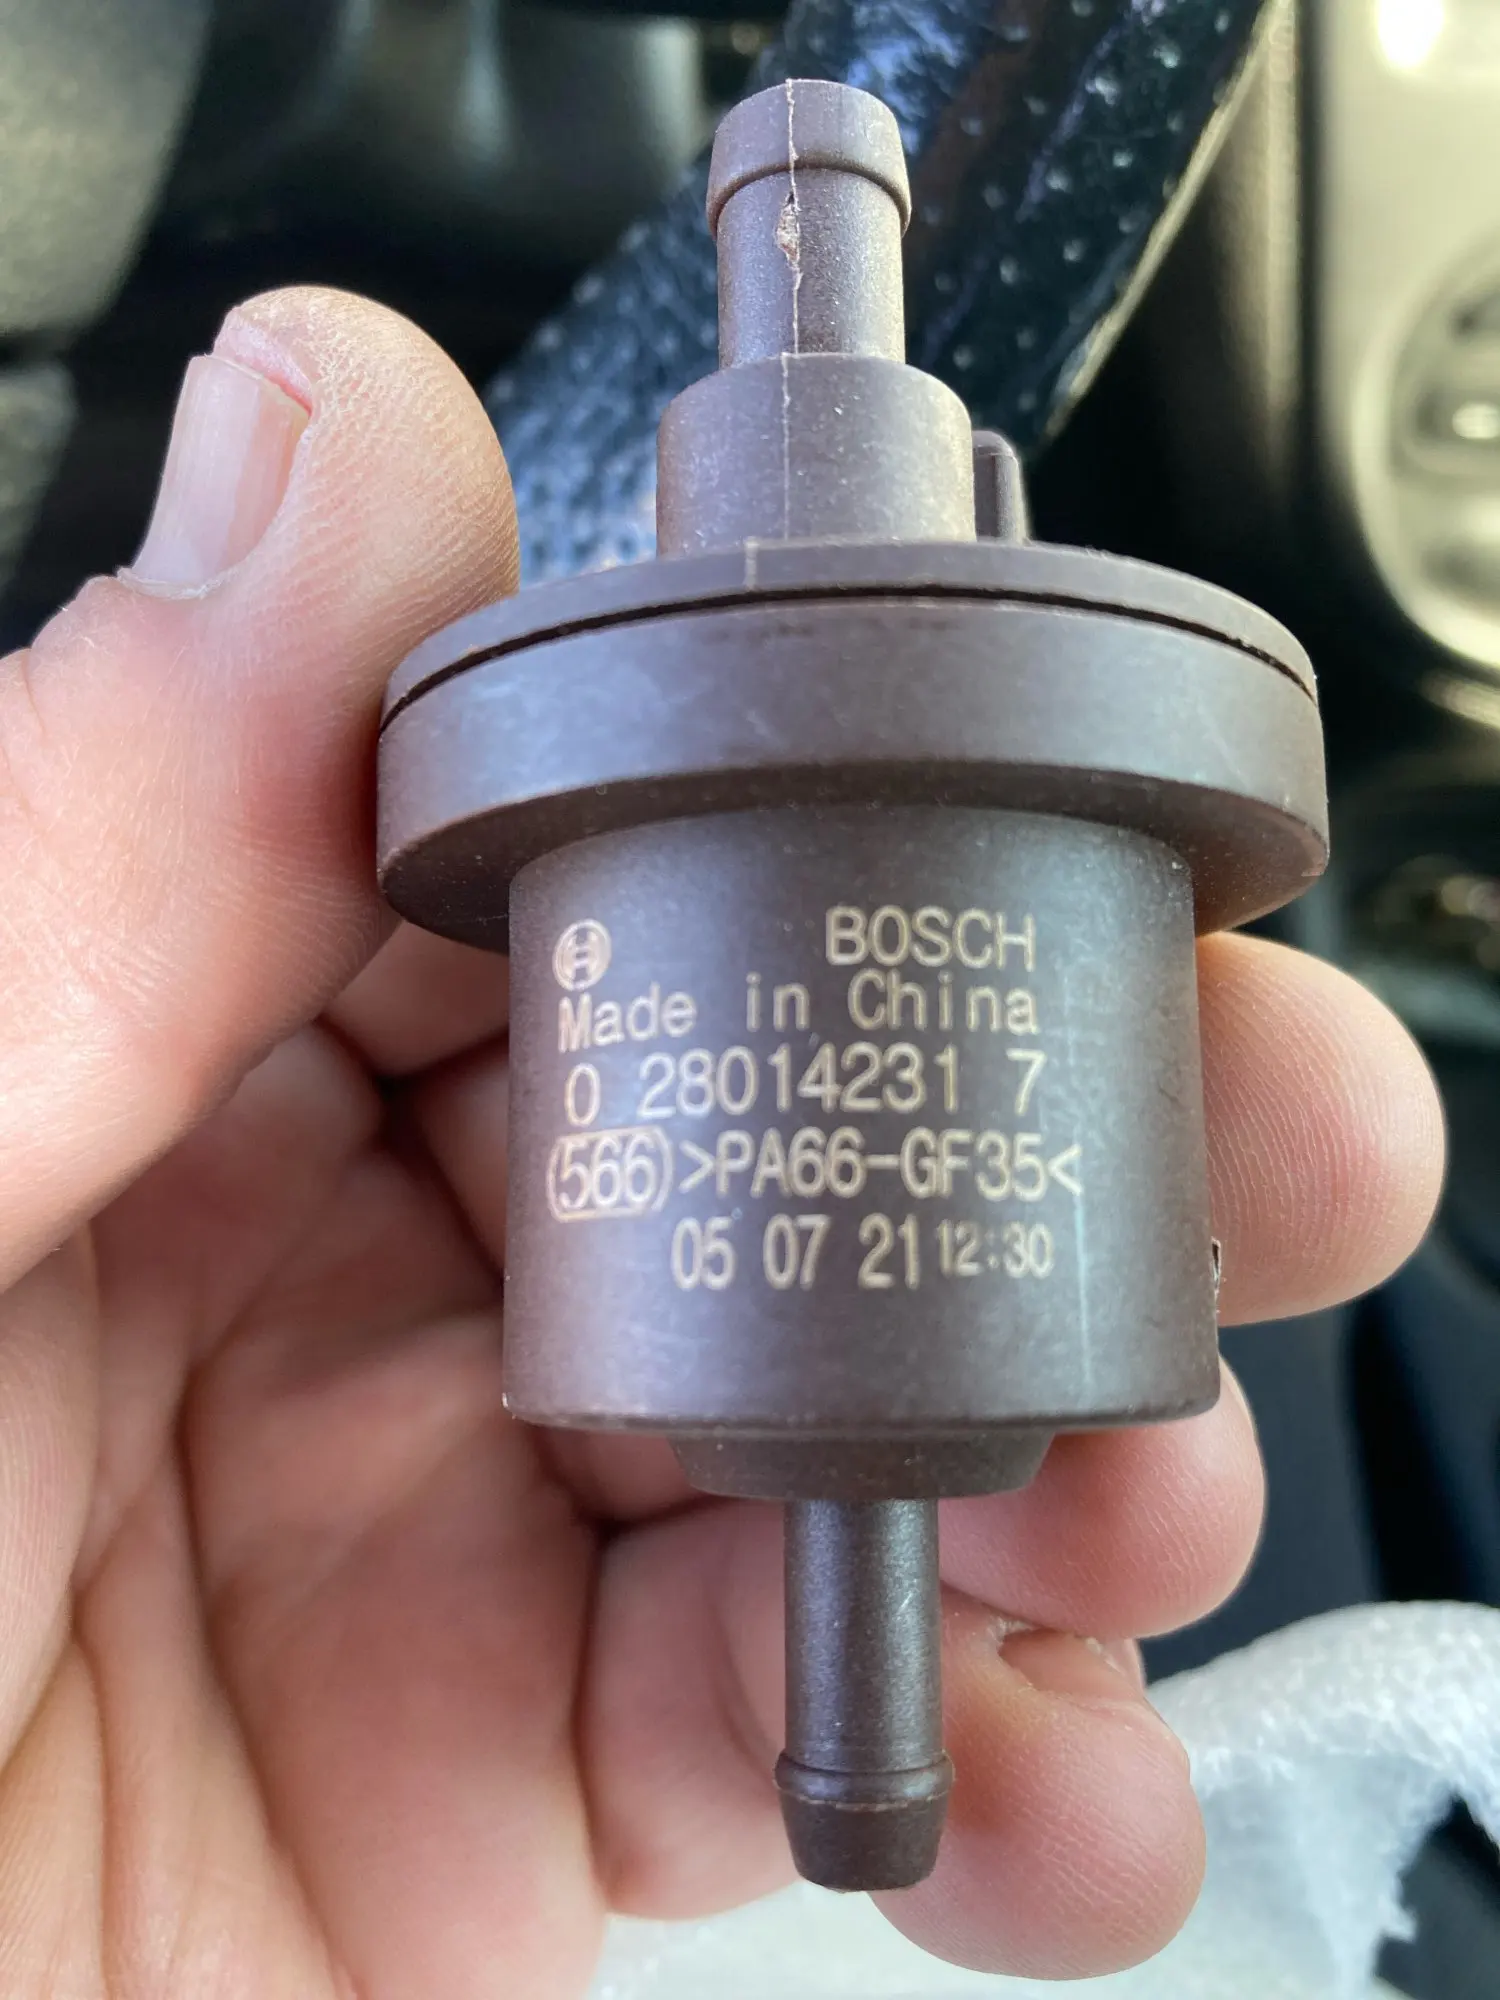 BOSCH
Made in China
0 28014231 7
566 >PA66-GF35<
05 07 21 12:30